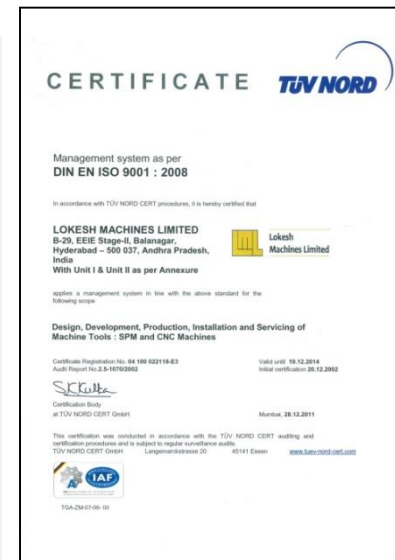 CERTIFICATE
TÜV NORD
Management system as per
DIN EN ISO 9001 : 2008
In accordance with TÜV NORD CERT procedures, it is hereby certified that
LOKESH MACHINES LIMITED
B-29, EEIE Stage-II, Balanagar,
Hyderabad – 500 037, Andhra Pradesh,
India
With Unit I & Unit II as per Annexure
Lokesh
Machines Limited
applies a management system in line with the above standard for the
following scope
Design, Development, Production, Installation and Servicing of
Machine Tools : SPM and CNC Machines
Certificate Registration No. 04 100 022118-E3
Audit Report No.2.5-1070/2002
Valid until 19.12.2014
Initial certification 20.12.2002
Certification Body
at TÜV NORD CERT GmbH
Mumbai, 28.12.2011
This certification was conducted in accordance with the TÜV NORD CERT auditing and
certification procedures and is subject to regular surveillance audits.
TÜV NORD CERT GmbH Langemarckstrasse 20 45141 Essen www.tuev-nord-cert.com
IAF
TGA-ZM-07-06-00